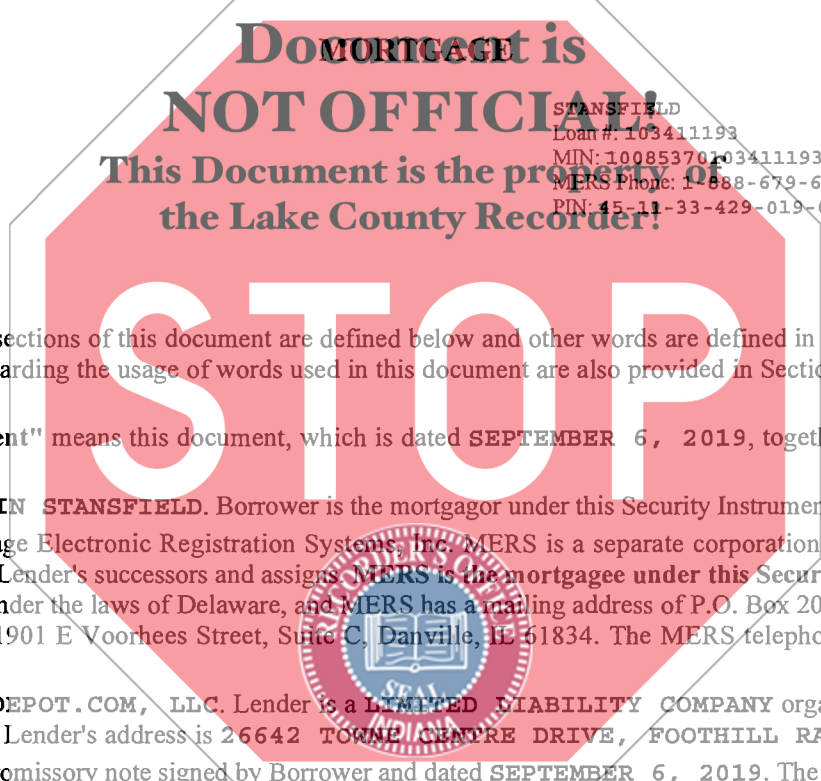 Document is
MORTGAGE
NOT OFFICIAL!
STANSFIELD
Loan #: 103411193
This Document is the property of
MIN: 10085370103411193
MERS Phone: 1-888-679-6
the Lake County Recorder!
PIN: 45-11-33-429-019-
STOP
sections of this document are defined below and other words are defined in
arding the usage of words used in this document are also provided in Sectio
ent" means this document, which is dated SEPTEMBER 6, 2019, togeth
IN STANSFIELD. Borrower is the mortgagor under this Security Instrumen
ge Electronic Registration Systems, Inc. MERS is a separate corporation
Lender's successors and assigns. MERS is the mortgagee under this Secur
nder the laws of Delaware, and MERS has a mailing address of P.O. Box 20
1901 E Voorhees Street, Suite C, Danville, IL 61834. The MERS telepho
RECORDER'S OFFICE
SEAL
INDIANA
DEPOT.COM, LLC. Lender is a LIMITED LIABILITY COMPANY orga
Lender's address is 26642 TOWNE CENTRE DRIVE, FOOTHILL RA
omissory note signed by Borrower and dated SEPTEMBER 6, 2019. The